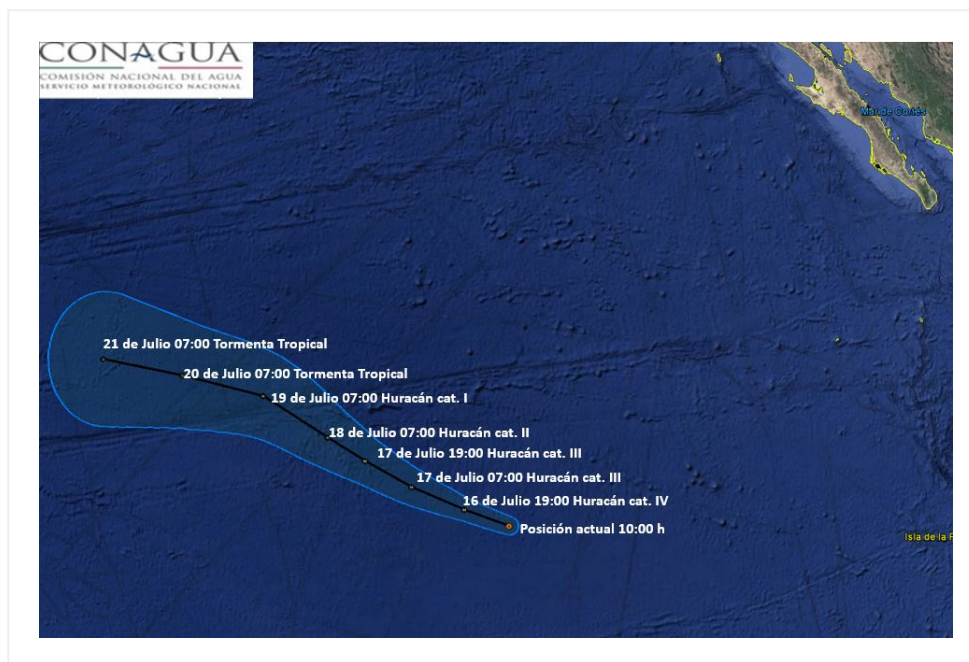 CONAGUA
COMISIÓN NACIONAL DEL AGUA
SERVICIO METEOROLÓGICO NACIONAL
Mar de Cortés
21 de Julio 07:00 Tormenta Tropical
20 de Julio 07:00 Tormenta Tropical
19 de Julio 07:00 Huracán cat. I
18 de Julio 07:00 Huracán cat. II
17 de Julio 19:00 Huracán cat. III
17 de Julio 07:00 Huracán cat. III
16 de Julio 19:00 Huracán cat. IV
Posición actual 10:00 h
Isla de la